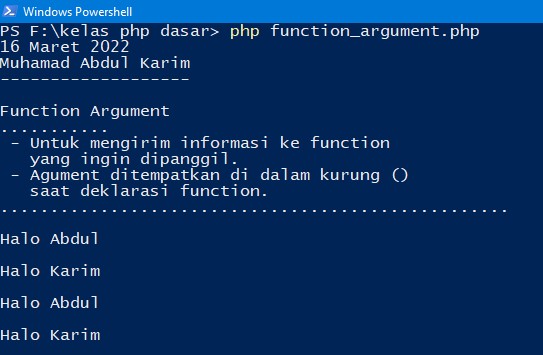 Windows Powershell
PS F:\kelas php dasar> php function_argument.php
16 Maret 2022
Muhamad Abdul Karim
-------------------
Function Argument
...........
- Untuk mengirim informasi ke function
yang ingin dipanggil.
- Agument ditempatkan di dalam kurung ()
saat deklarasi function.
...................................................
Halo Abdul
Halo Karim
Halo Abdul
Halo Karim